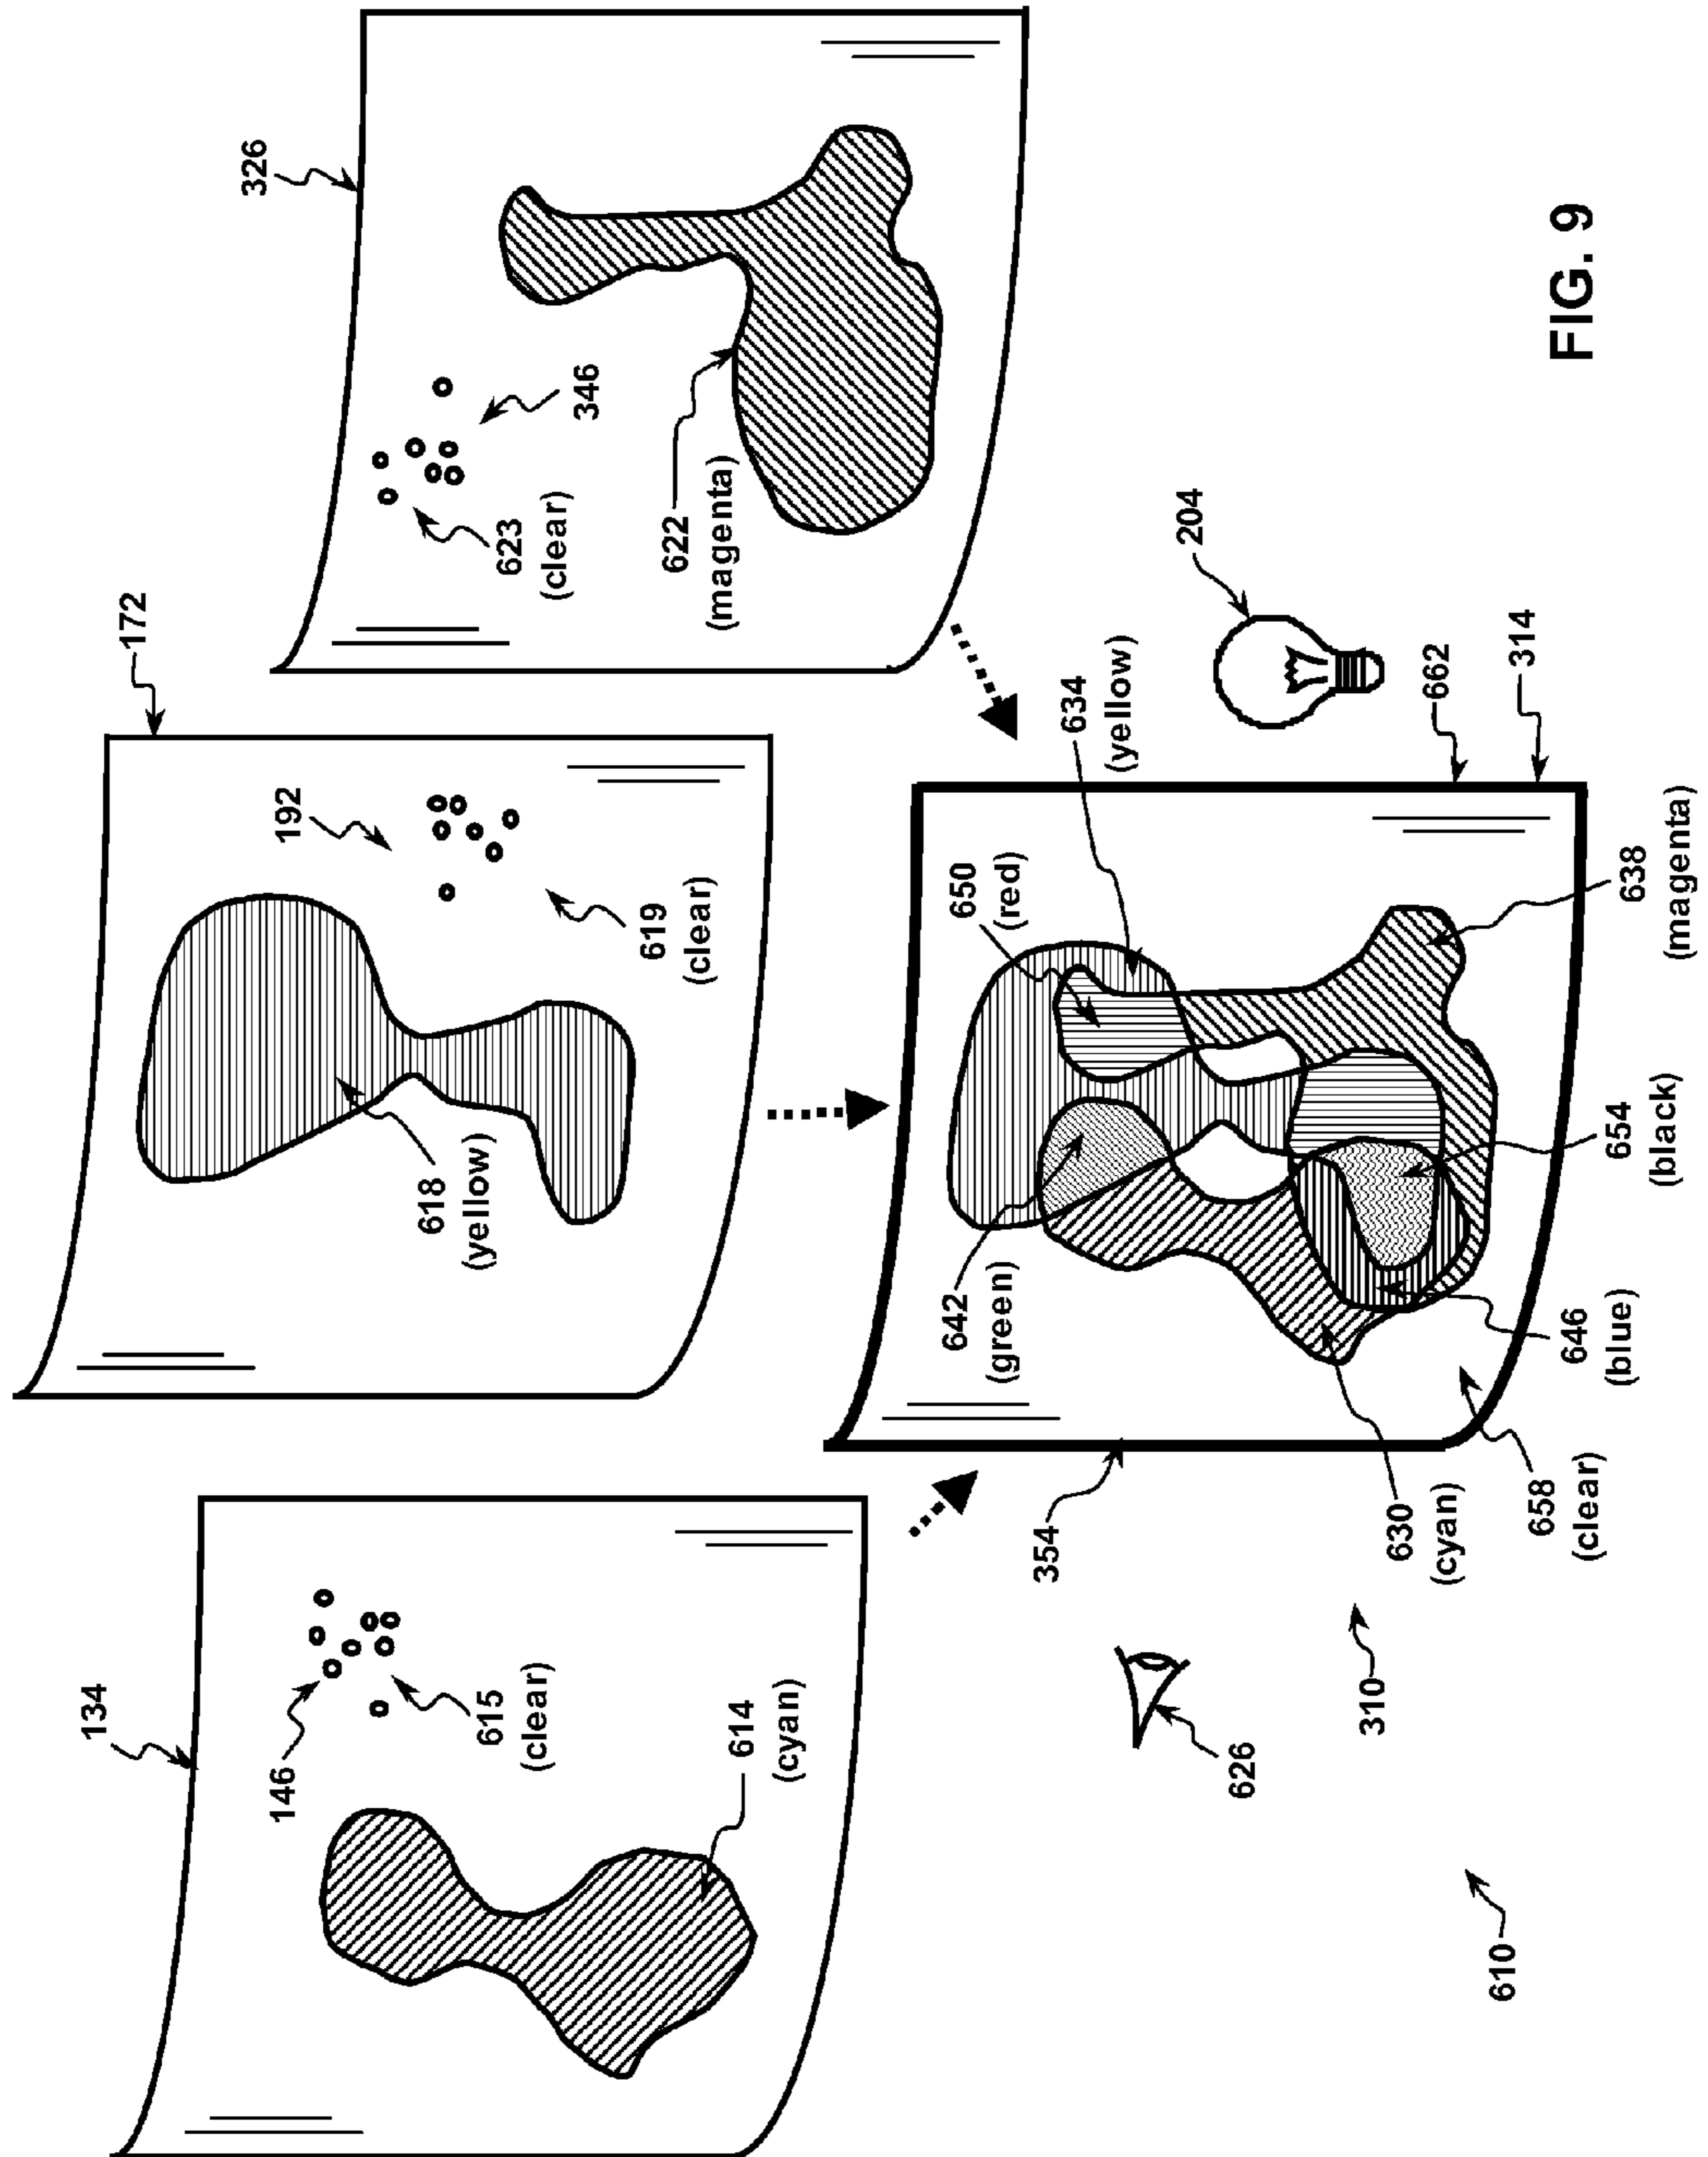 134
146
615
(clear)
614
(cyan)
172
192
618
(yellow)
619
(clear)
326
346
623
(clear)
622
(magenta)
204
634
(yellow)
650
(red)
642
(green)
354
630
(cyan)
658
(clear)
646
(blue)
654
(black)
638
(magenta)
662
314
626
310
610
FIG. 9